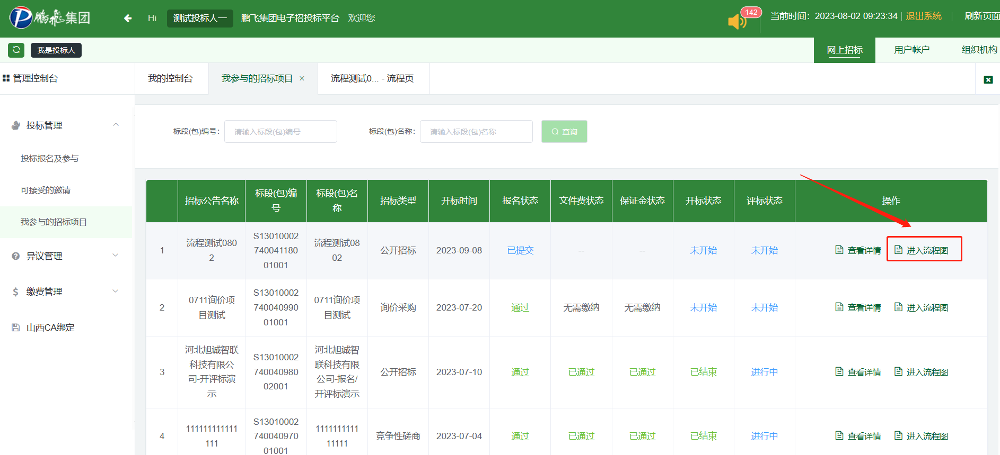 鹏飞集团
Hi 测试投标人一 鹏飞集团电子招投标平台 欢迎您
142
当前时间：2023-08-02 09:23:34 退出系统 刷新页面
我是投标人
网上招标 用户帐户 组织机构
管理控制台
我的控制台 我参与的招标项目 × 流程测试0... - 流程页
投标管理
投标报名及参与
可接受的邀请
我参与的招标项目
异议管理
缴费管理
山西CA绑定
标段(包)编号： 请输入标段(包)编号 标段(包)名称： 请输入标段(包)名称 查询
招标公告名称
标段(包)编
号
标段(包)名
称
招标类型
开标时间
报名状态
文件费状态
保证金状态
开标状态
评标状态
操作
1
流程测试080
2
S13010002
740041180
01001
流程测试08
02
公开招标
2023-09-08
已提交
--
--
未开始
未开始
查看详情
进入流程图
2
0711询价项
目测试
S13010002
740040990
01001
0711询价项
目测试
询价采购
2023-07-20
通过
无需缴纳
无需缴纳
未开始
未开始
查看详情
进入流程图
3
河北旭诚智联
科技有限公
司-开评标演
示
S13010002
740040980
02001
河北旭诚智
联科技有限
公司-报名/
开评标演示
公开招标
2023-07-10
通过
已通过
已通过
已结束
进行中
查看详情
进入流程图
4
111111111111
111
S13010002
740040970
01001
1111111111
11111
竞争性磋商
2023-07-04
通过
已通过
已通过
已结束
进行中
查看详情
进入流程图